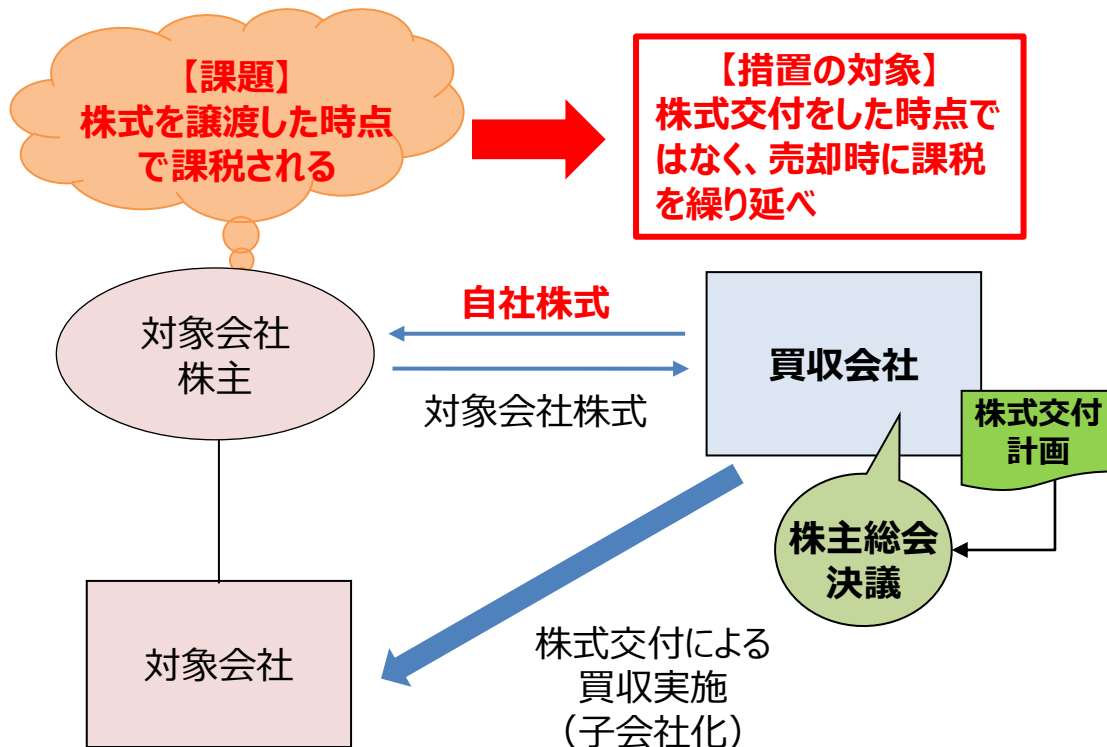 【課題】
株式を譲渡した時点
で課税される
【措置の対象】
株式交付をした時点で
はなく、売却時に課税
を繰り延べ
対象会社
株主
自社株式
対象会社株式
買収会社
株式交付
計画
株主総会
決議
対象会社
株式交付による
買収実施
（子会社化）